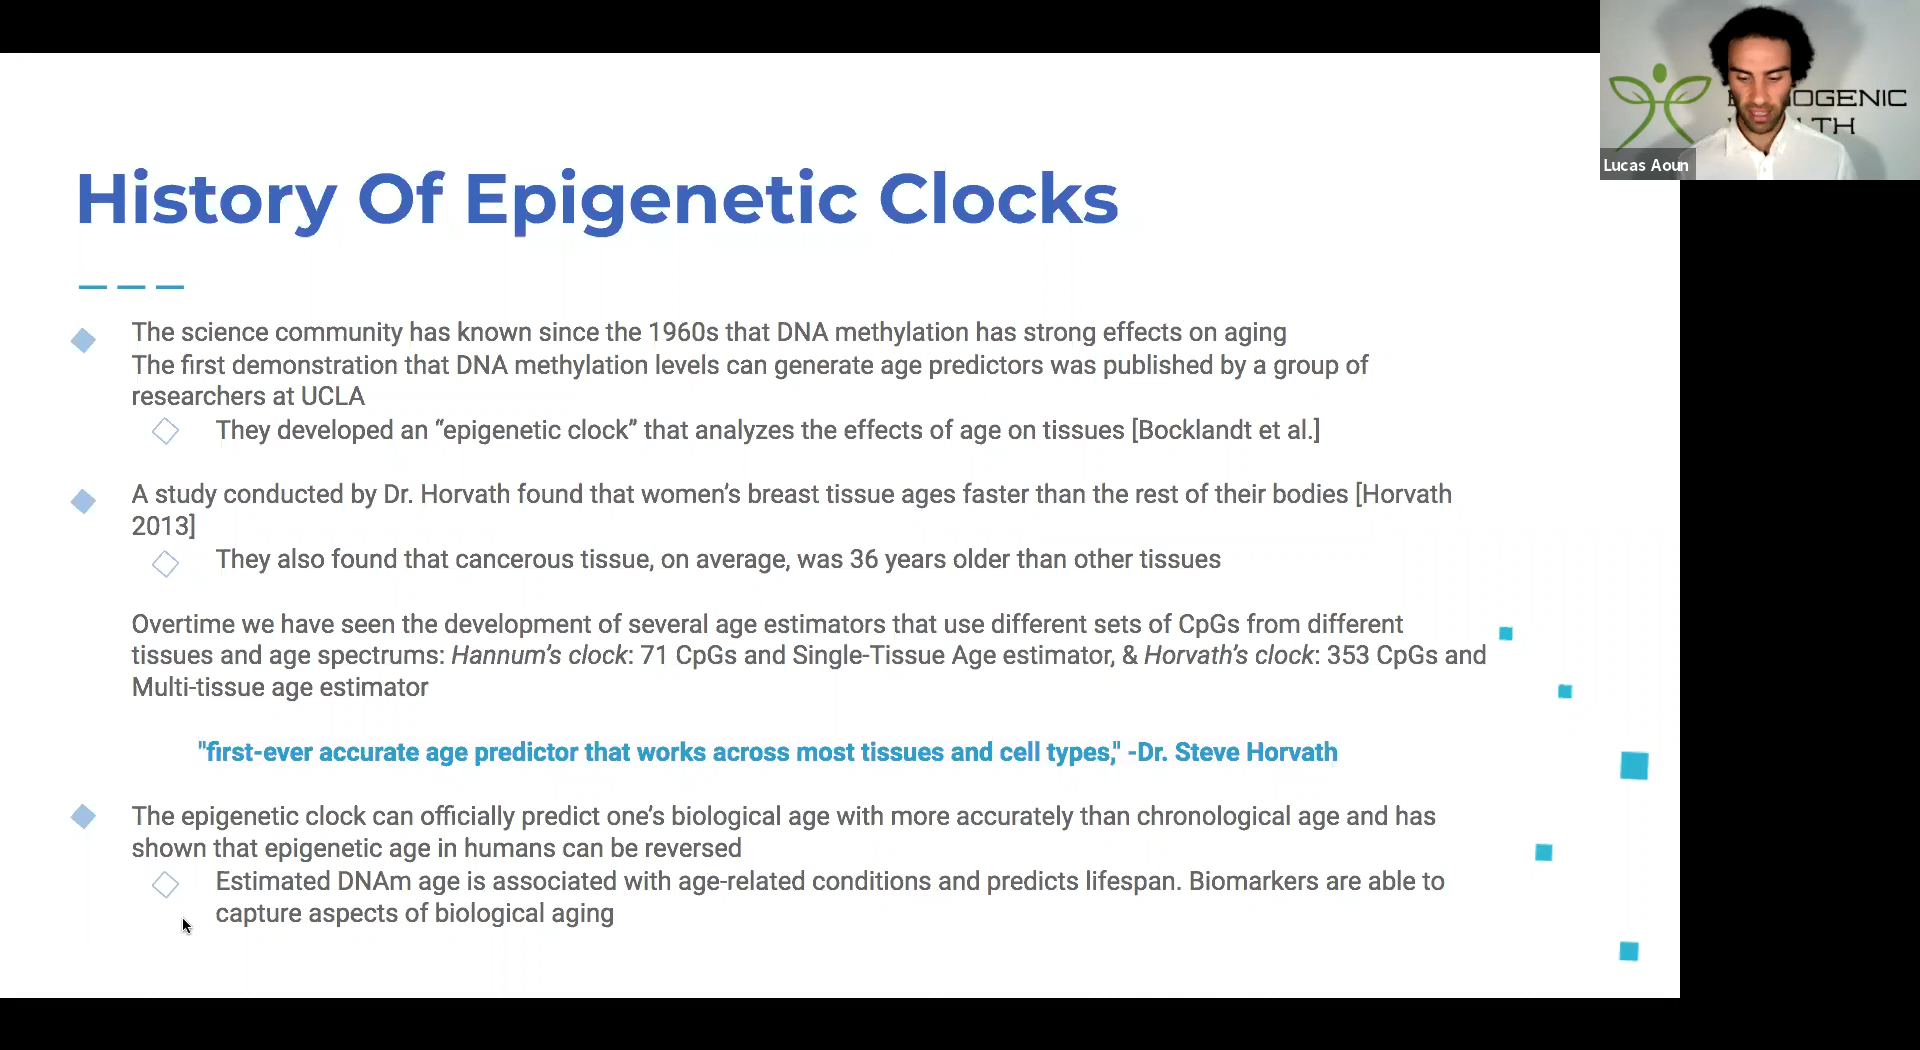 History Of Epigenetic Clocks
The science community has known since the 1960s that DNA methylation has strong effects on aging
The first demonstration that DNA methylation levels can generate age predictors was published by a group of
researchers at UCLA
They developed an “epigenetic clock” that analyzes the effects of age on tissues [Bocklandt et al.]
A study conducted by Dr. Horvath found that women’s breast tissue ages faster than the rest of their bodies [Horvath
2013]
They also found that cancerous tissue, on average, was 36 years older than other tissues
Overtime we have seen the development of several age estimators that use different sets of CpGs from different
tissues and age spectrums: Hannum’s clock: 71 CpGs and Single-Tissue Age estimator, & Horvath’s clock: 353 CpGs and
Multi-tissue age estimator
"first-ever accurate age predictor that works across most tissues and cell types," -Dr. Steve Horvath
The epigenetic clock can officially predict one’s biological age with more accurately than chronological age and has
shown that epigenetic age in humans can be reversed
Estimated DNAm age is associated with age-related conditions and predicts lifespan. Biomarkers are able to
capture aspects of biological aging
Lucas Aoun